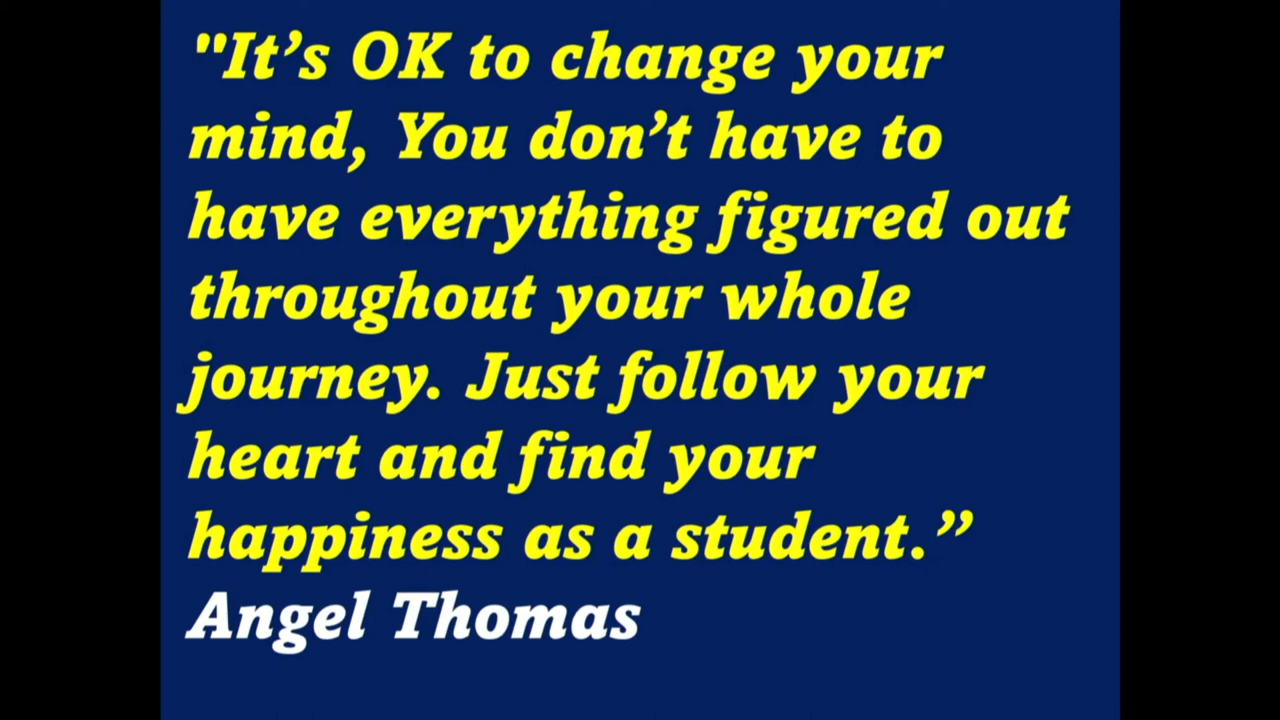 "It’s OK to change your
mind, You don’t have to
have everything figured out
throughout your whole
journey. Just follow your
heart and find your
happiness as a student.”
Angel Thomas